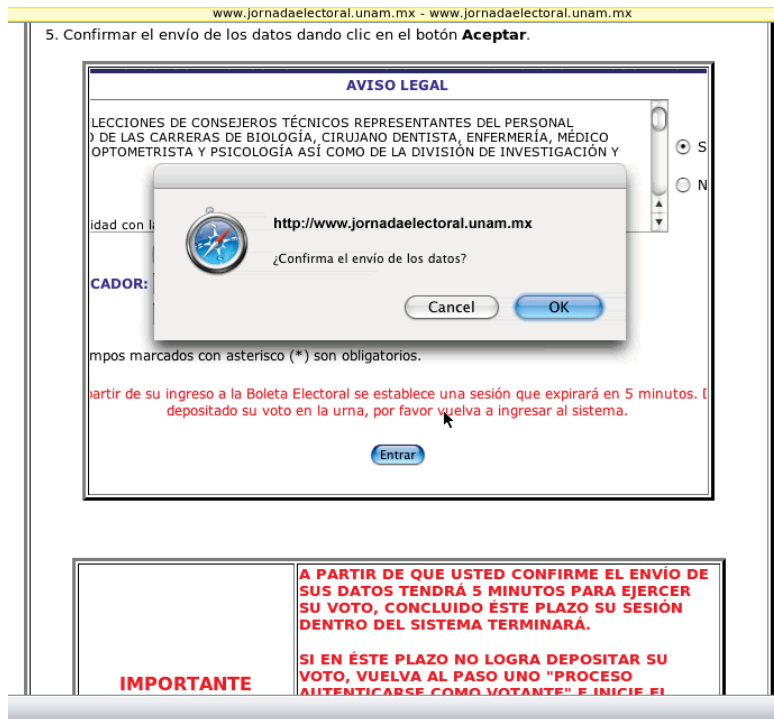 www.jornadaelectoral.unam.mx - www.jornadaelectoral.unam.mx
5. Confirmar el envío de los datos dando clic en el botón Aceptar.
AVISO LEGAL
LECCIONES DE CONSEJEROS TÉCNICOS REPRESENTANTES DEL PERSONAL
O DE LAS CARRERAS DE BIOLOGÍA, CIRUJANO DENTISTA, ENFERMERÍA, MÉDICO
OPTOMETRISTA Y PSICOLOGÍA ASÍ COMO DE LA DIVISIÓN DE INVESTIGACIÓN Y
S
N
idad con l
http://www.jornadaelectoral.unam.mx
¿Confirma el envío de los datos?
CADOR:
Cancel OK
mpos marcados con asterisco (*) son obligatorios.
partir de su ingreso a la Boleta Electoral se establece una sesión que expirará en 5 minutos. D
depositado su voto en la urna, por favor vuelva a ingresar al sistema.
Entrar
A PARTIR DE QUE USTED CONFIRME EL ENVÍO DE
SUS DATOS TENDRÁ 5 MINUTOS PARA EJERCER
SU VOTO, CONCLUIDO ÉSTE PLAZO SU SESIÓN
DENTRO DEL SISTEMA TERMINARÁ.
SI EN ÉSTE PLAZO NO LOGRA DEPOSITAR SU
IMPORTANTE VOTO, VUELVA AL PASO UNO "PROCESO
AUTENTICARSE COMO VOTANTE" E INICIE EL